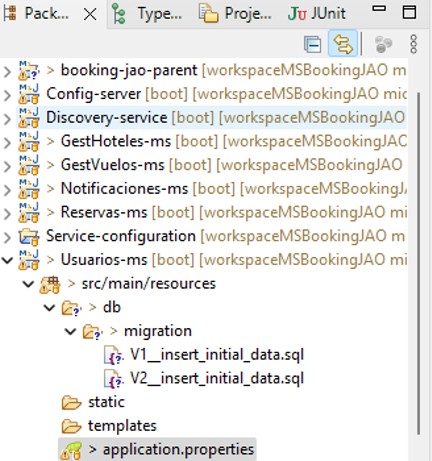 Pack... Type... Proje... JU JUnit
> booking-jao-parent [workspaceMSBookingJAO m
Config-server [boot] [workspaceMSBookingJAO mic
Discovery-service [boot] [workspaceMSBookingJAO
> GestHoteles-ms [boot] [workspaceMSBookingJAO
> GestVuelos-ms [boot] [workspaceMSBookingJAO
> Notificaciones-ms [boot] [workspaceMSBookingJ
> Reservas-ms [boot] [workspaceMSBookingJAO mi
Service-configuration [workspaceMSBookingJAO m
> Usuarios-ms [boot] [workspaceMSBookingJAO mi
> src/main/resources
> db
> migration
V1__insert_initial_data.sql
V2__insert_initial_data.sql
static
templates
> application.properties